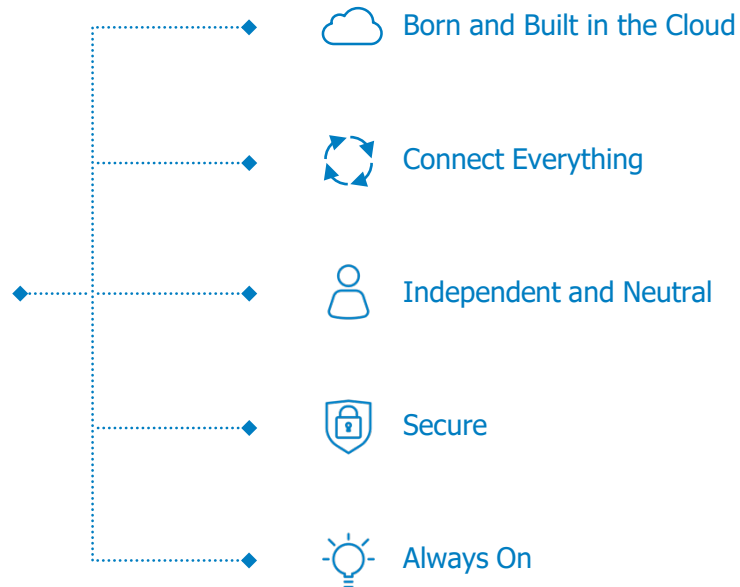 Born and Built in the Cloud
Connect Everything
Independent and Neutral
Secure
Always On